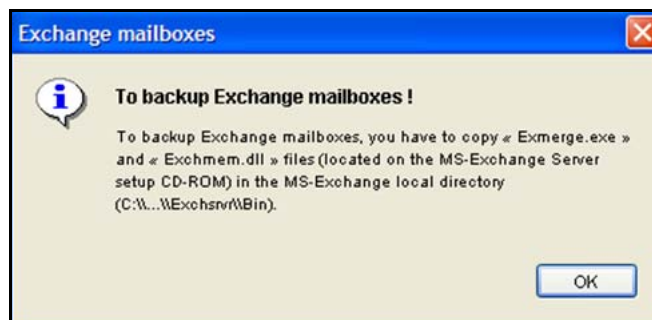 Exchange mailboxes
To backup Exchange mailboxes !
To backup Exchange mailboxes, you have to copy « Exmerge.exe »
and « Exchmem.dll » files (located on the MS-Exchange Server
setup CD-ROM) in the MS-Exchange local directory
(C:\\...\\Exchsrvr\\Bin).
OK